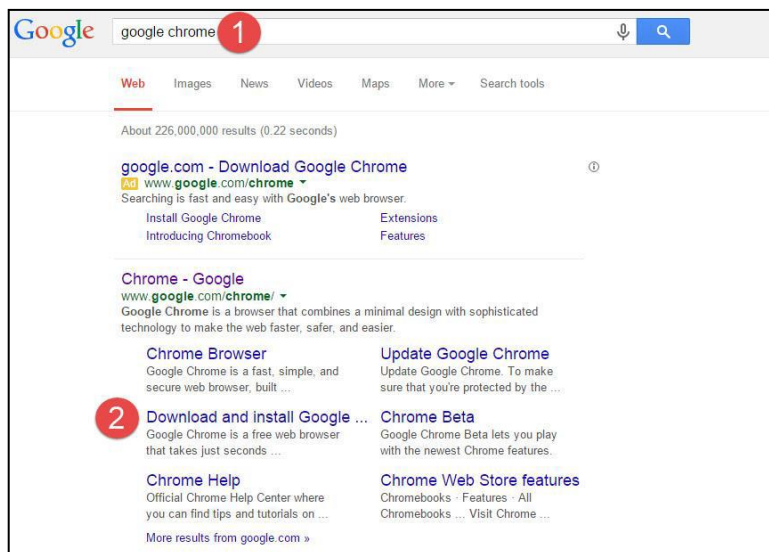 Google google chrome 1
Web Images News Videos Maps More Search tools
About 226,000,000 results (0.22 seconds)
google.com - Download Google Chrome
Ad www.google.com/chrome
Searching is fast and easy with Google's web browser.
Install Google Chrome Extensions
Introducing Chromebook Features
Chrome - Google
www.google.com/chrome/
Google Chrome is a browser that combines a minimal design with sophisticated
technology to make the web faster, safer, and easier.
Chrome Browser
Google Chrome is a fast, simple, and
secure web browser, built ...
Update Google Chrome
Update Google Chrome. To make
sure that you're protected by the ...
2 Download and install Google ...
Google Chrome is a free web browser
that takes just seconds ...
Chrome Beta
Google Chrome Beta lets you play
with the newest Chrome features.
Chrome Help
Official Chrome Help Center where
you can find tips and tutorials on ...
Chrome Web Store features
Chromebooks · Features · All
Chromebooks ... Visit Chrome ...
More results from google.com »